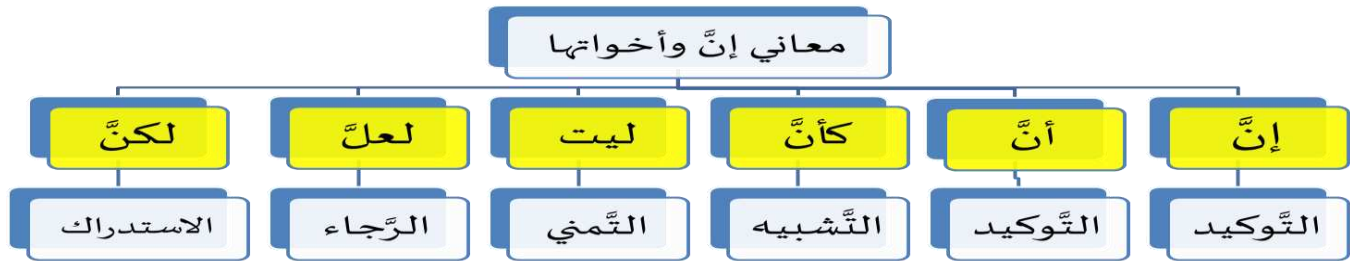 معاني إنَّ وأخواتها
إنَّ
أنَّ
كأنَّ
ليت
لعلَّ
لكنَّ
التَّوكيد
التَّوكيد
التَّشبيه
التَّمني
الرَّجاء
الاستدراك